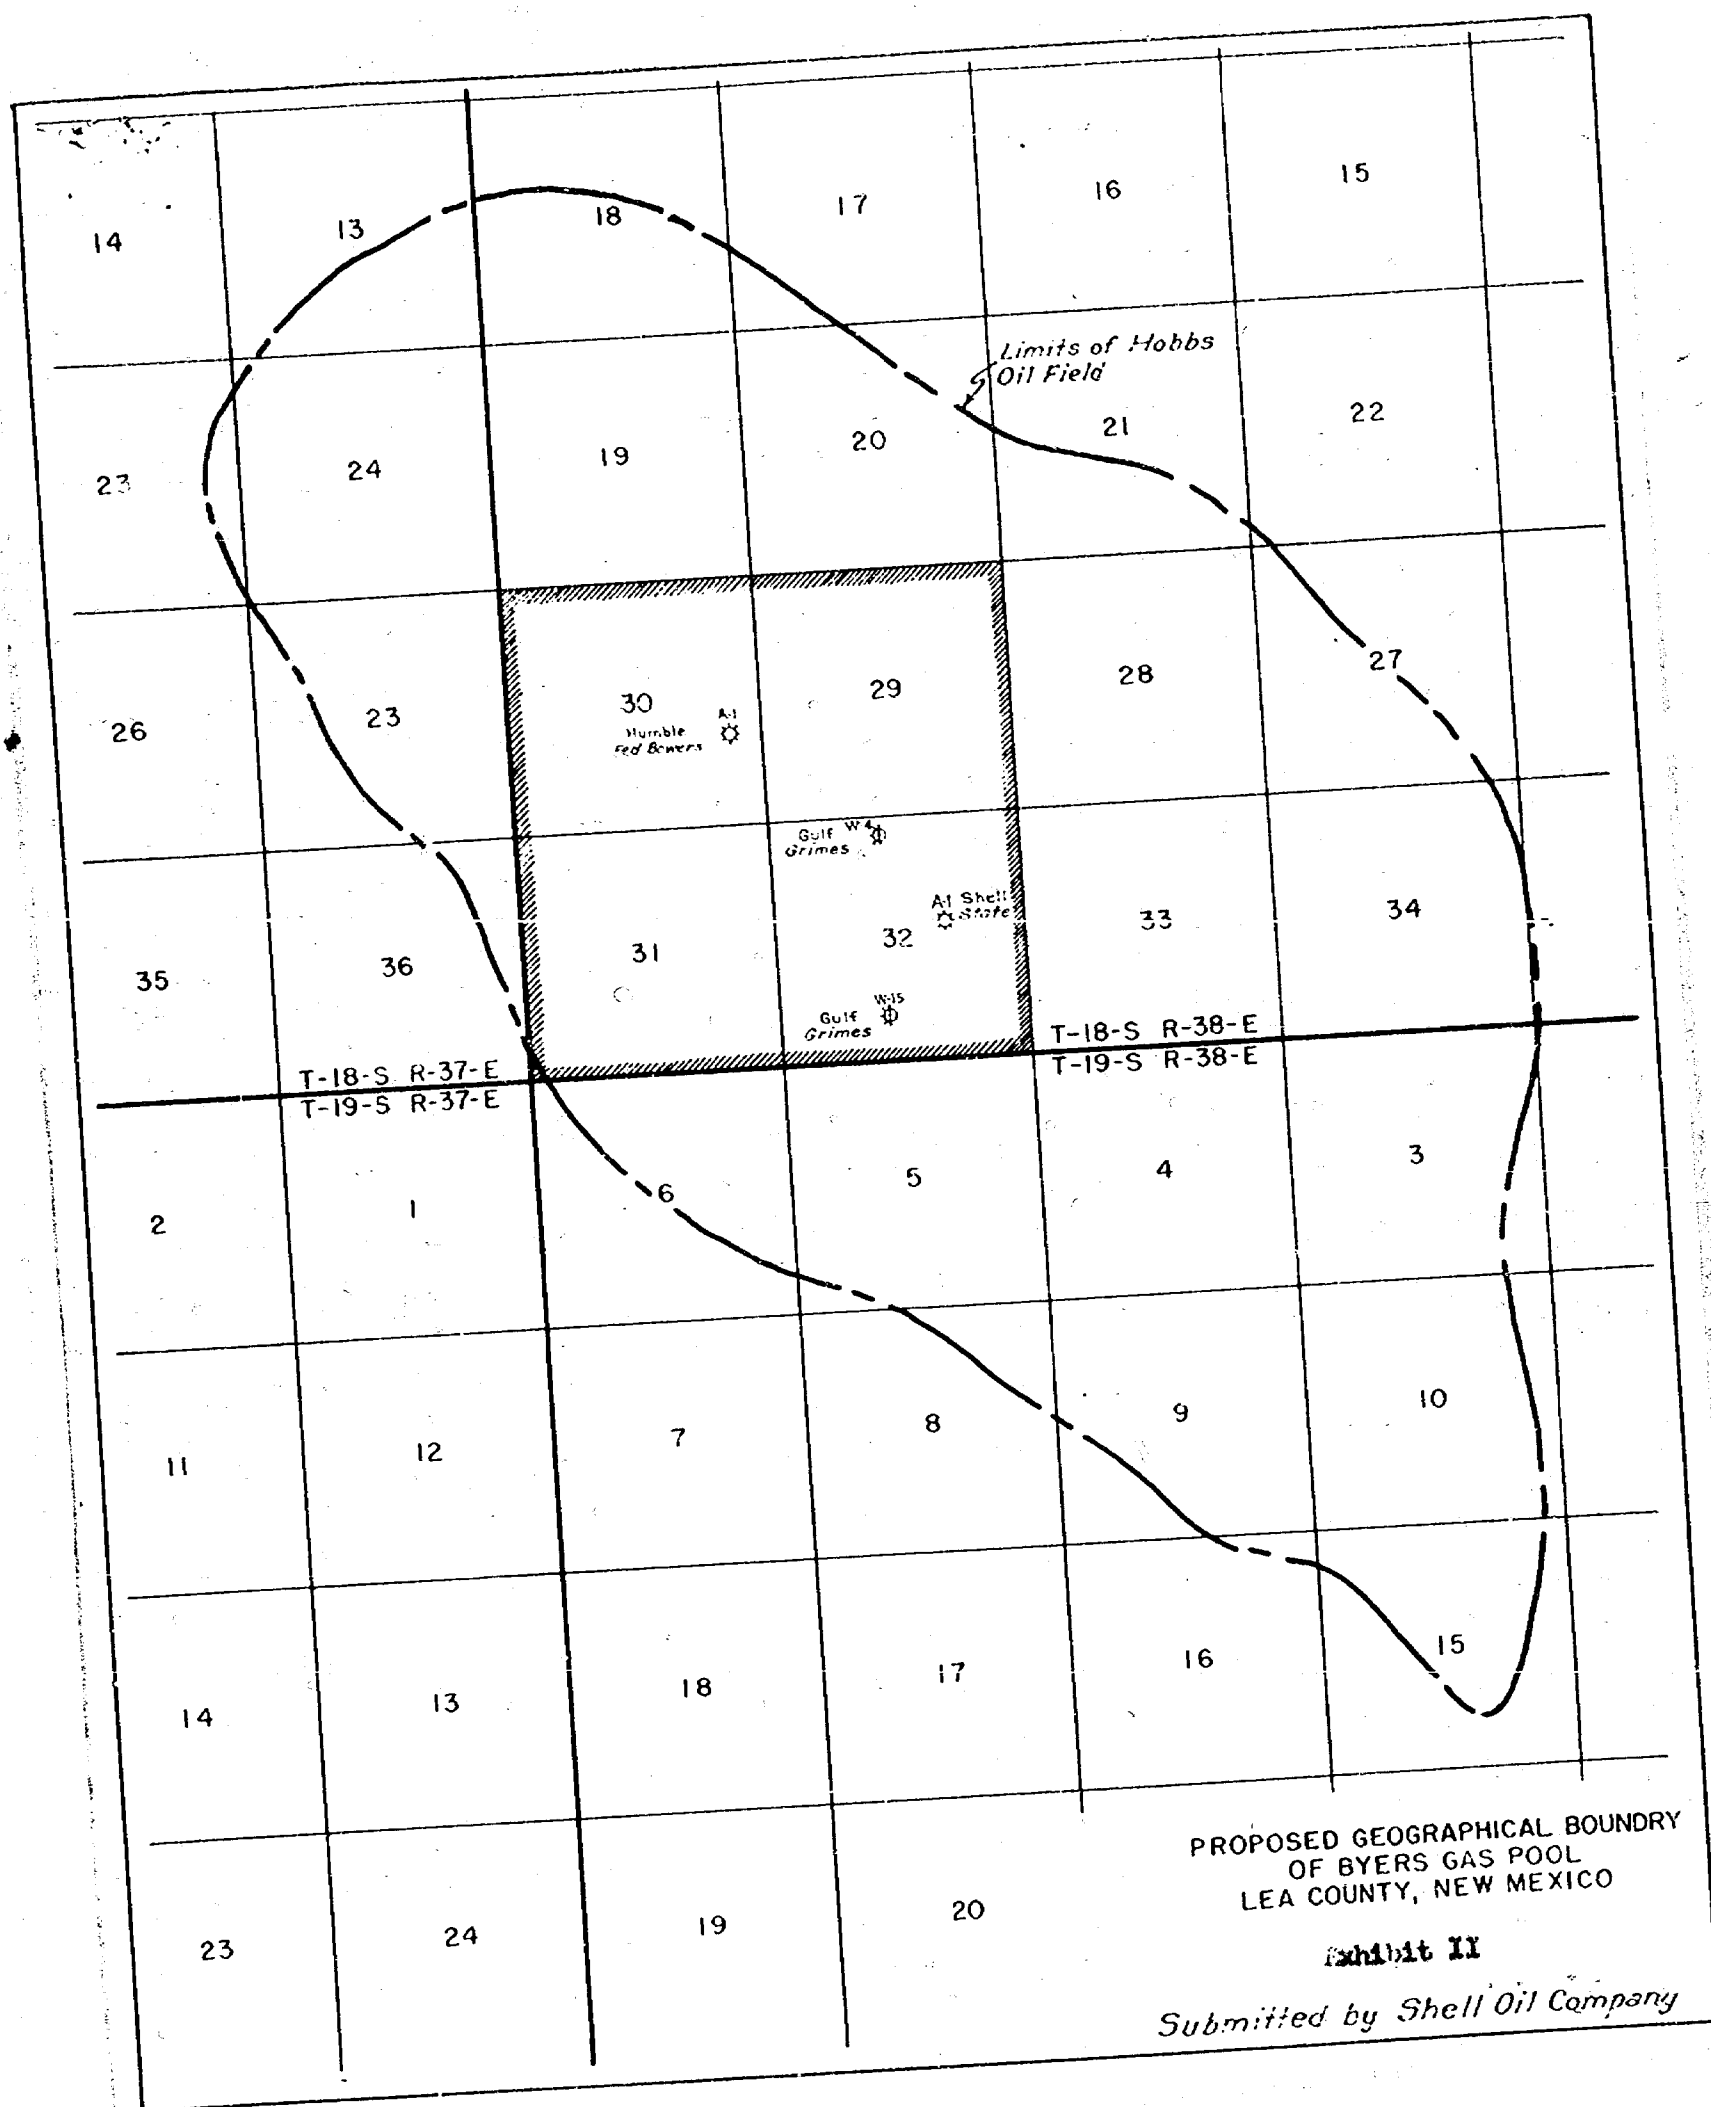 14
13
18
17
16
15
Limits of Hobbs
Oil Field
23
24
19
20
21
22
26
23
30
Humble
Fed Bowers
A-1
29
28
27
Gulf W-4
Grimes
A-1 Shell
State
35
36
31
32
33
34
W-15
Gulf
Grimes
T-18-S R-37-E
T-19-S R-37-E
T-18-S R-38-E
T-19-S R-38-E
2
1
6
5
4
3
11
12
7
8
9
10
14
13
18
17
16
15
23
24
19
20
PROPOSED GEOGRAPHICAL BOUNDRY
OF BYERS GAS POOL
LEA COUNTY, NEW MEXICO
Exhibit II
Submitted by Shell Oil Company